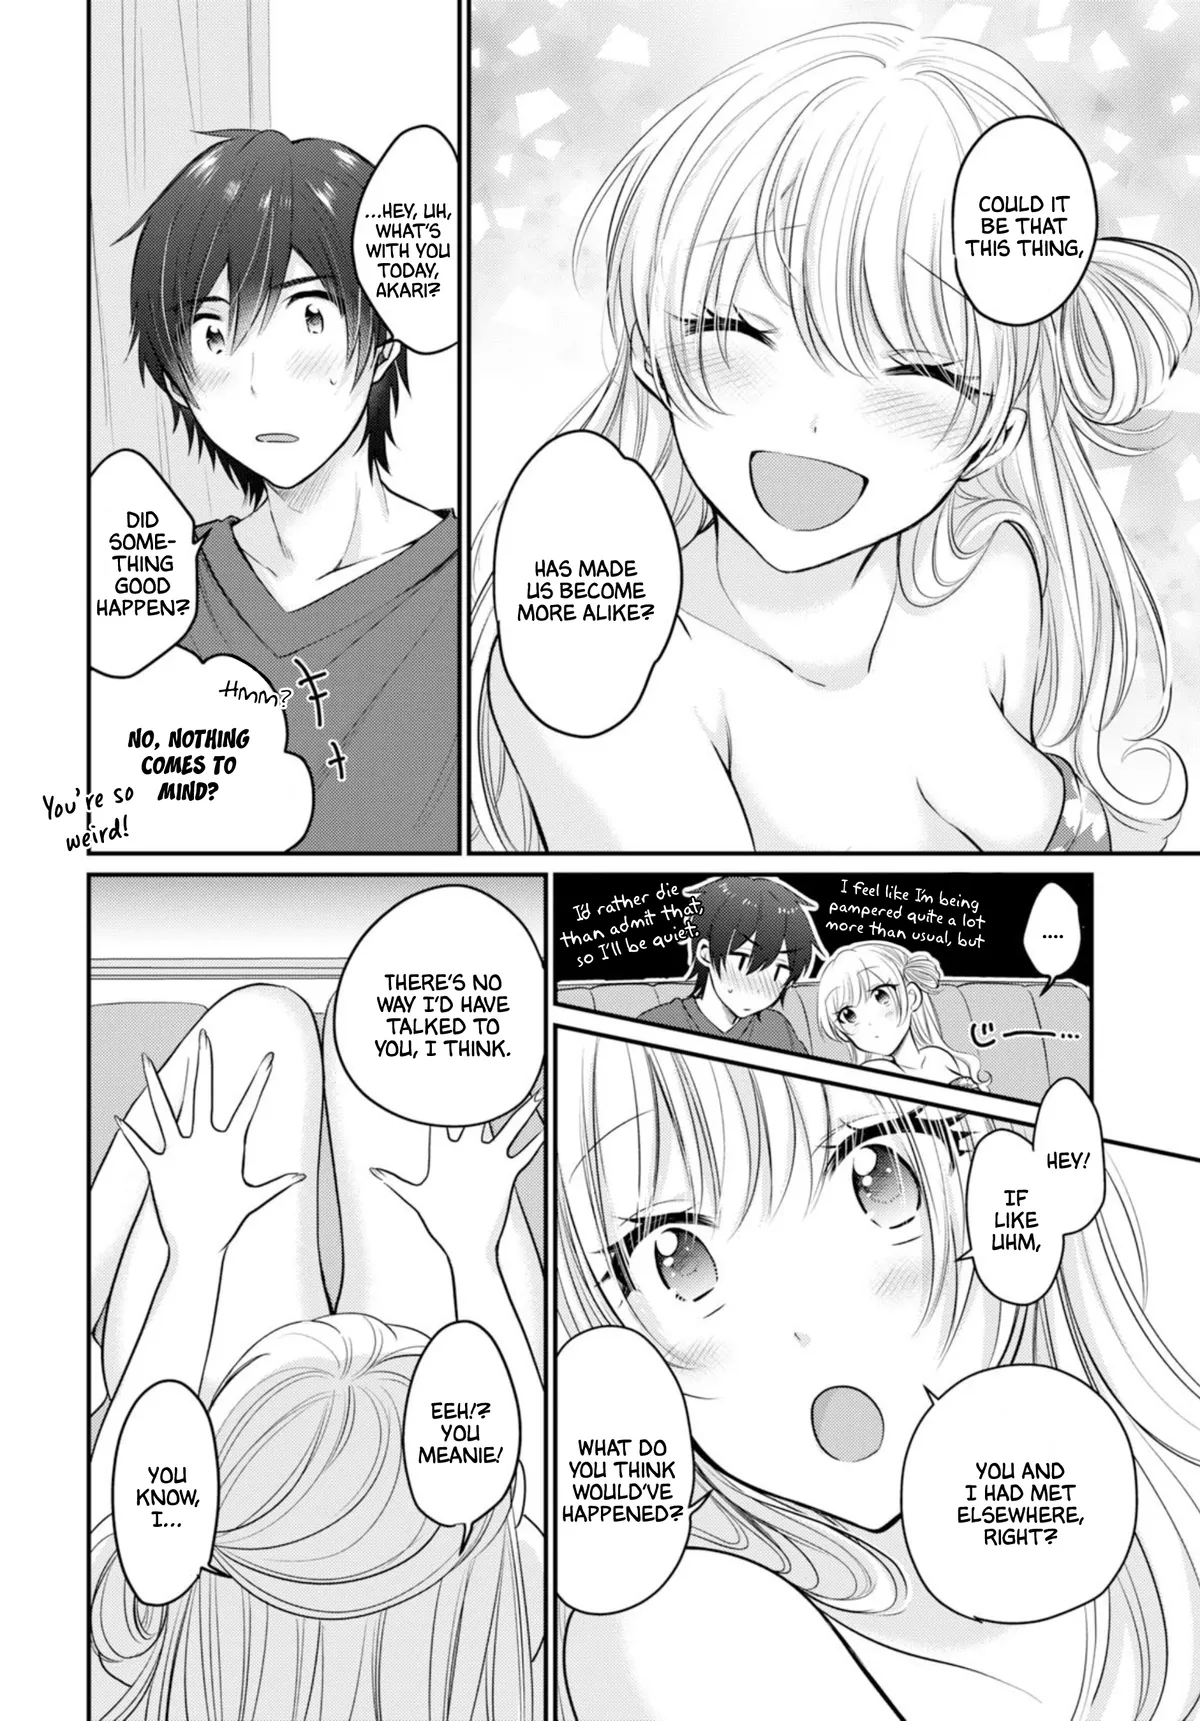 COULD IT
BE THAT
THIS THING,
HAS MADE
US BECOME
MORE ALIKE?
...HEY, UH,
WHAT'S
WITH YOU
TODAY,
AKARI?
DID
SOME-
THING
GOOD
HAPPEN?
Hmm?
NO, NOTHING
COMES TO
MIND?
You're so
weird!
....
I feel like I'm being
pampered quite a lot
more than usual, but
I'd rather die
than admit that,
so I'll be quiet.
じーー...
HEY!
IF
LIKE
UHM,
YOU AND
I HAD MET
ELSEWHERE,
RIGHT?
WHAT DO
YOU THINK
WOULD'VE
HAPPENED?
THERE'S NO
WAY I'D HAVE
TALKED TO
YOU, I THINK.
EEH!?
YOU
MEANIE!
YOU
KNOW,
I...